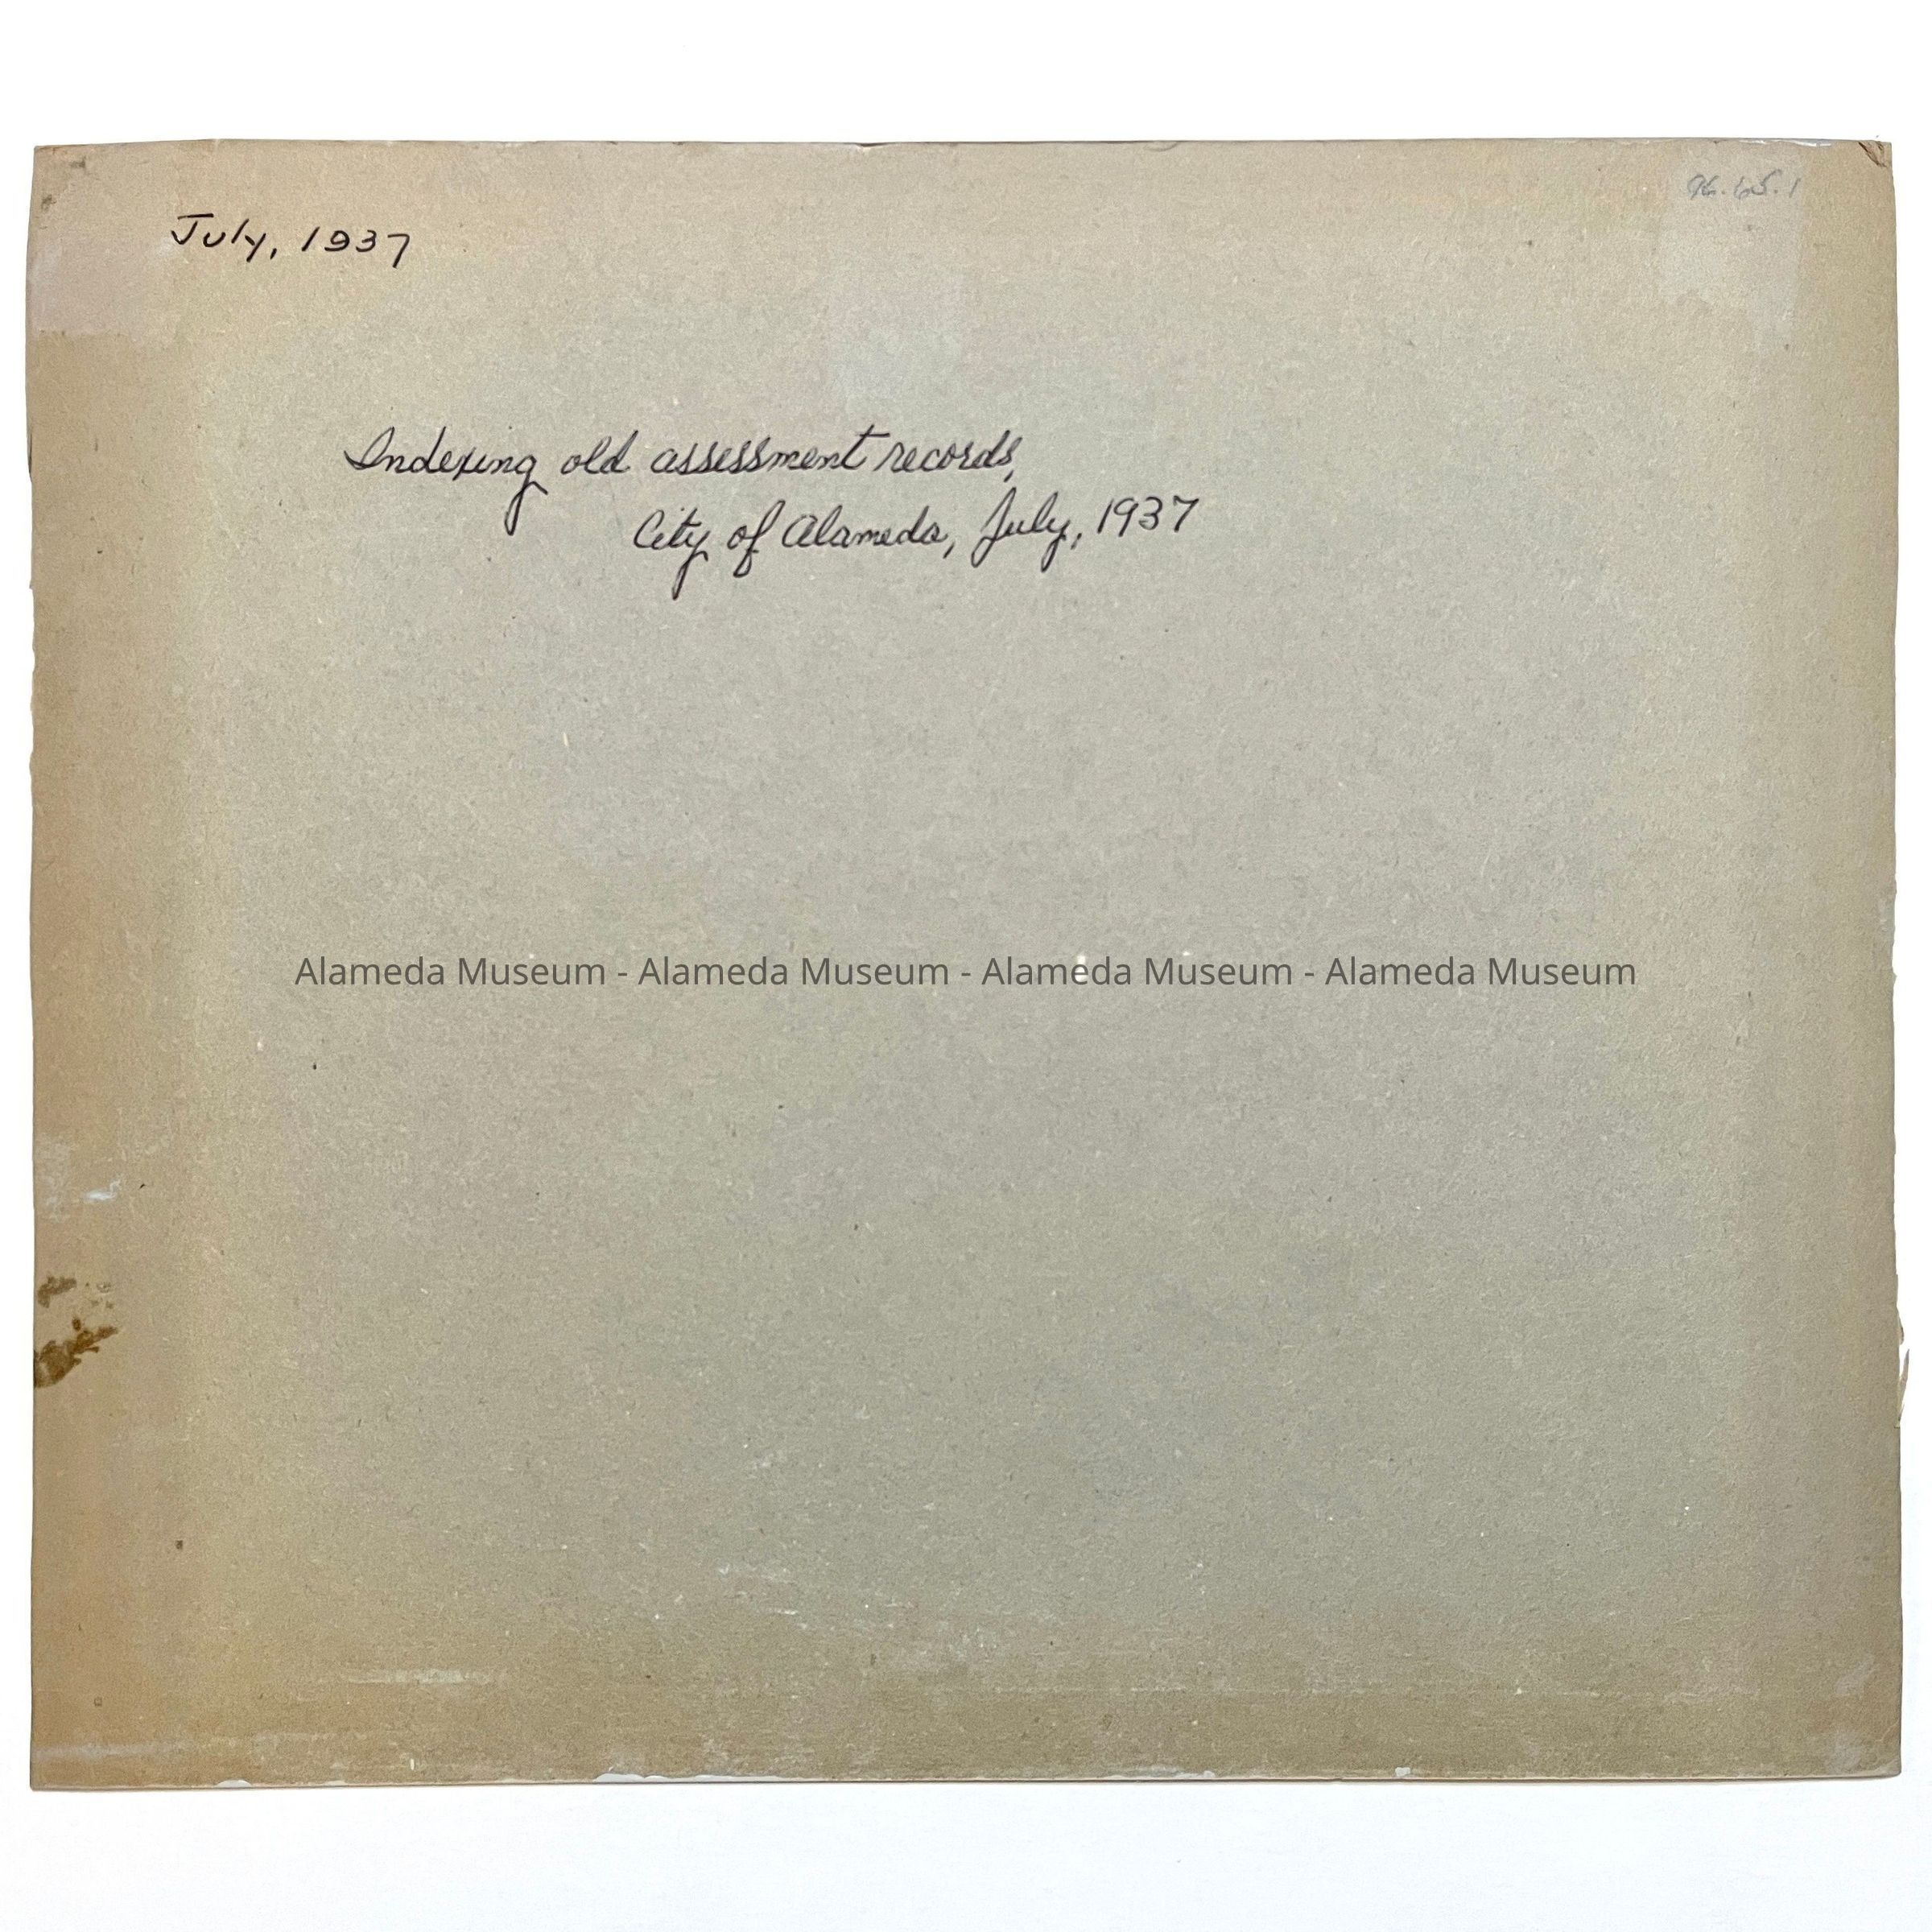 96.65.1
July, 1937
Indexing old assessment records,
City of Alameda, July, 1937
Alameda Museum - Alameda Museum - Alameda Museum - Alameda Museum